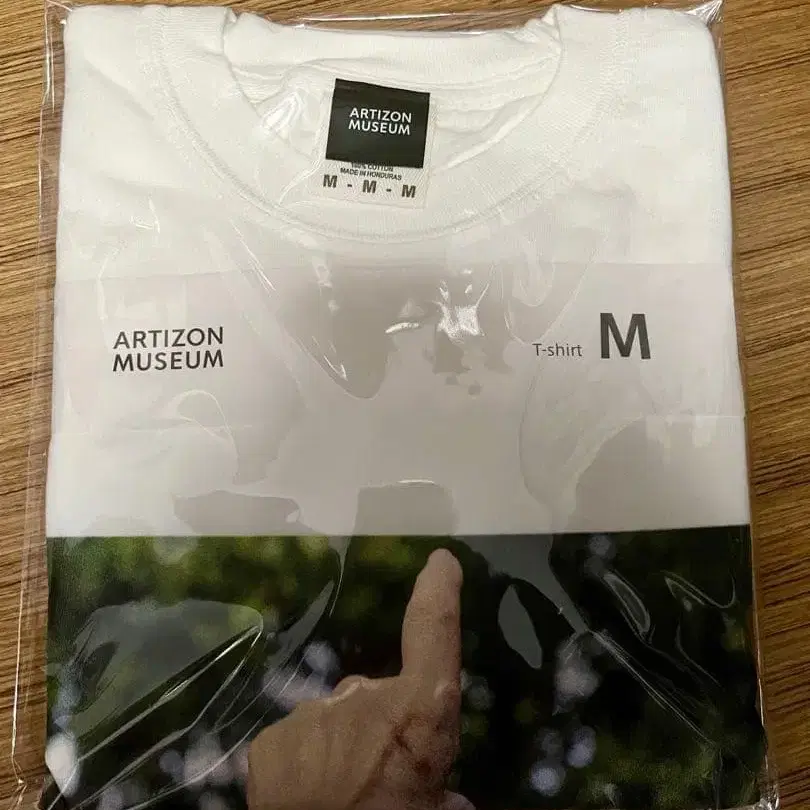 ARTIZON
MUSEUM
100% COTTON
MADE IN HONDURAS
M - M - M
ARTIZON
MUSEUM
T-shirt M